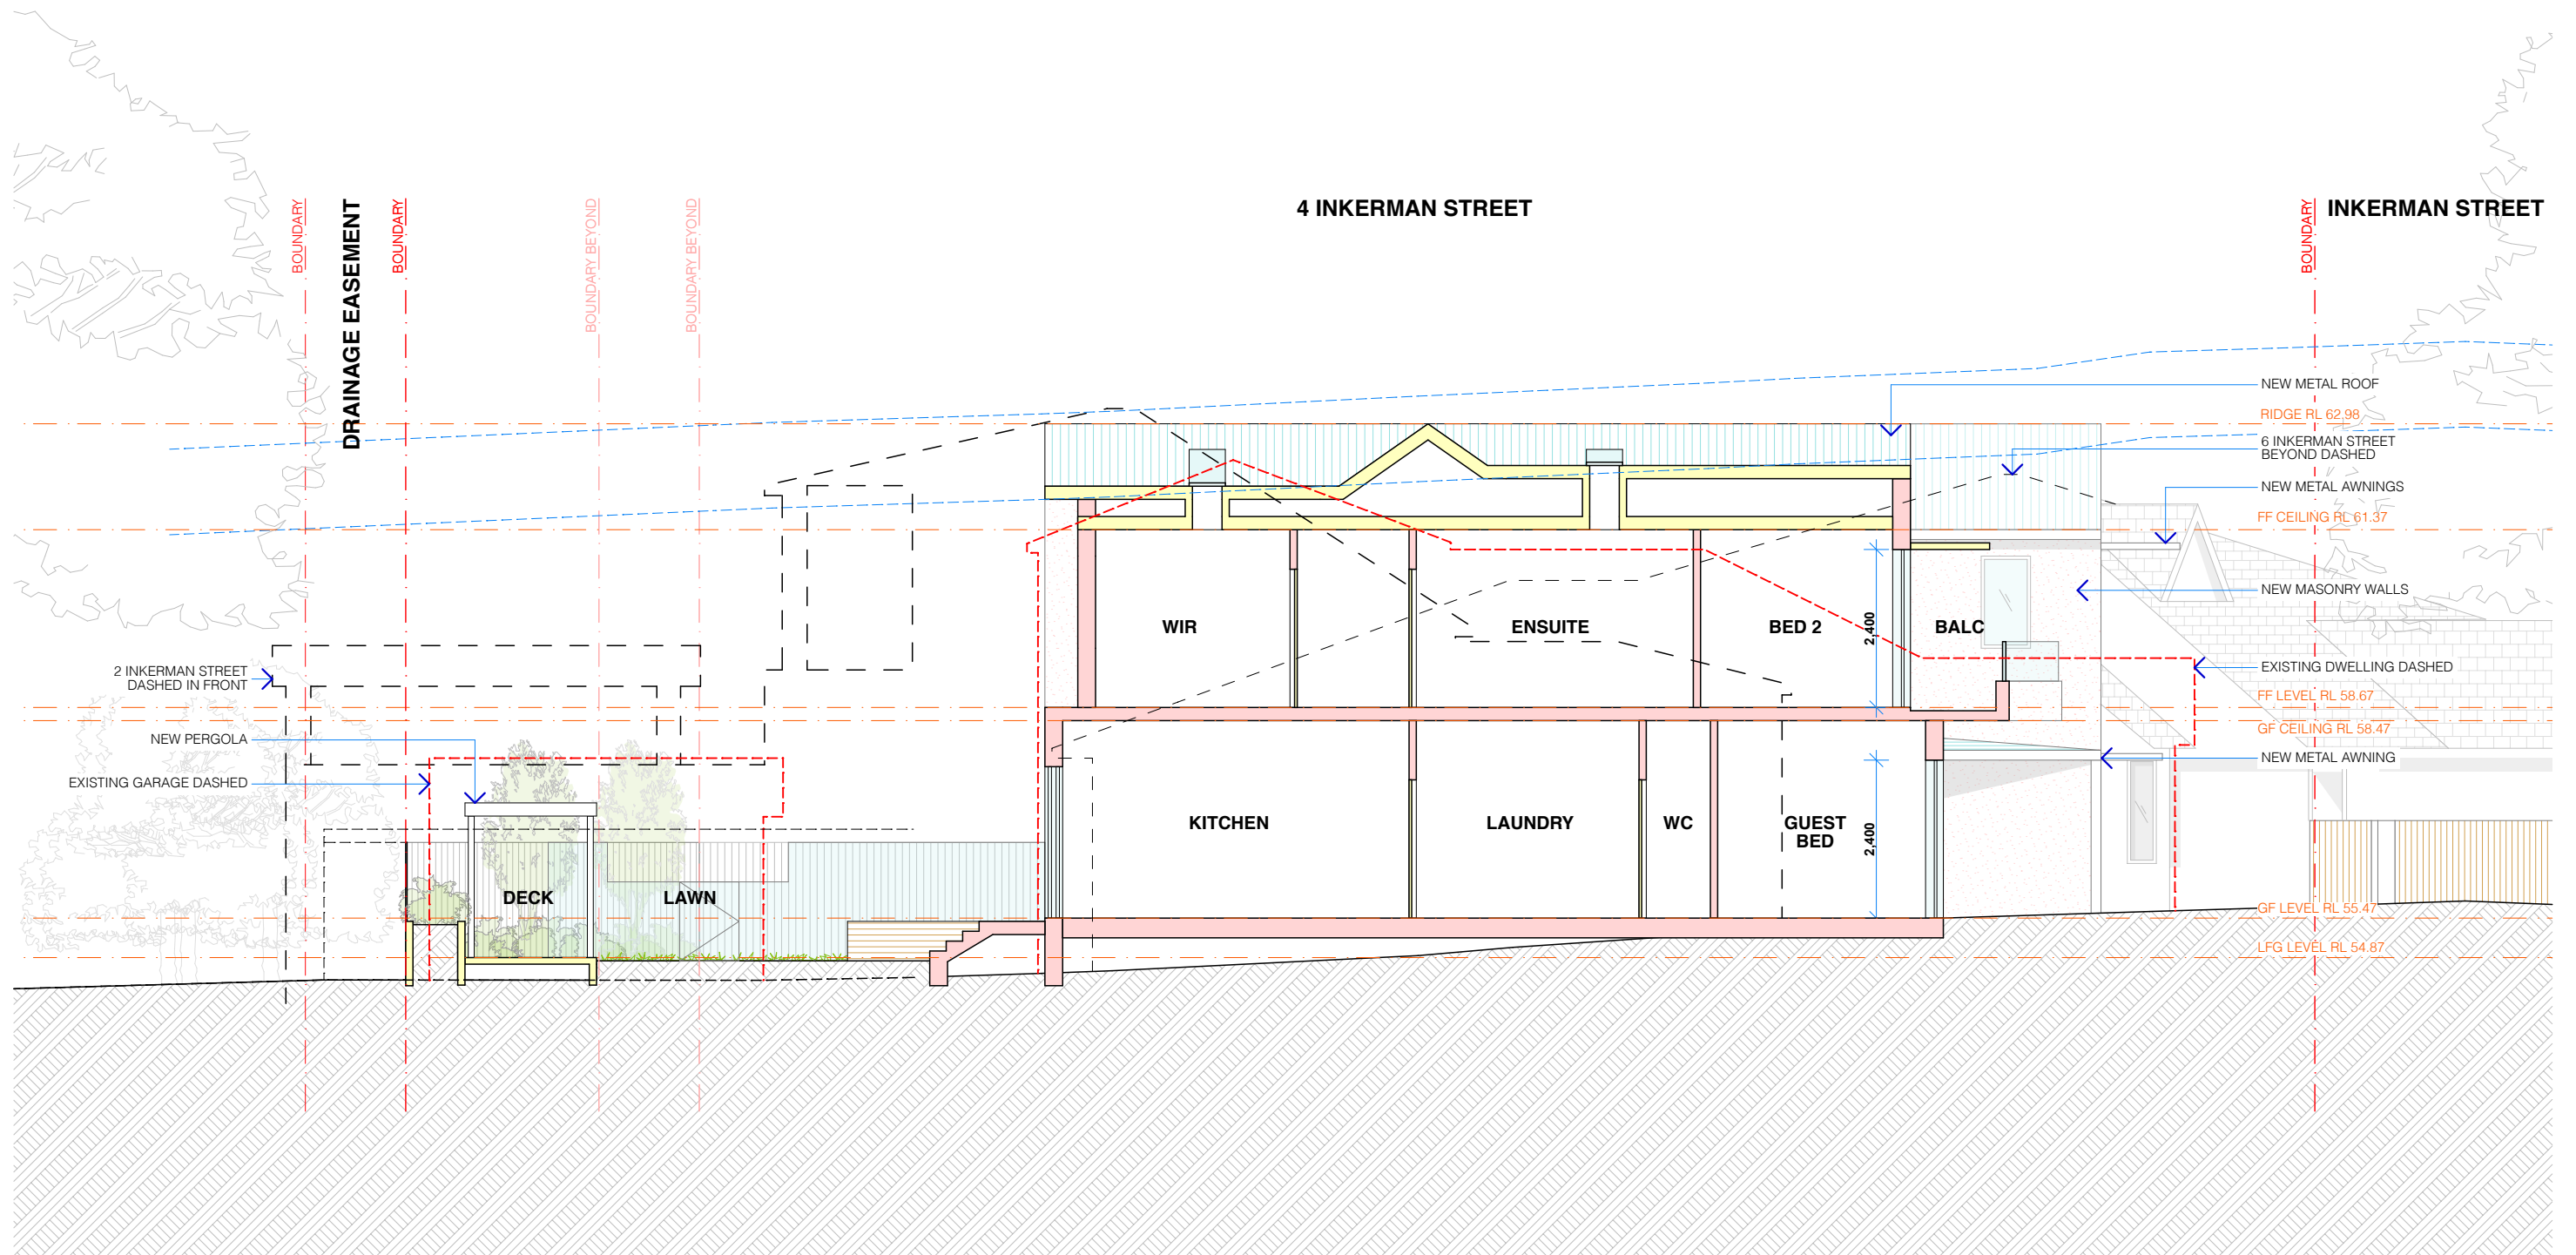 4 INKERMAN STREET
INKERMAN STREET
BOUNDARY
DRAINAGE EASEMENT
BOUNDARY
BOUNDARY BEYOND
BOUNDARY BEYOND
BOUNDARY
NEW METAL ROOF
RIDGE RL 62.98
6 INKERMAN STREET
BEYOND DASHED
NEW METAL AWNINGS
FF CEILING RL 61.37
NEW MASONRY WALLS
WIR
ENSUITE
BED 2
2,400
BALC
2 INKERMAN STREET
DASHED IN FRONT
EXISTING DWELLING DASHED
FF LEVEL RL 58.67
GF CEILING RL 58.47
NEW PERGOLA
NEW METAL AWNING
EXISTING GARAGE DASHED
KITCHEN
LAUNDRY
WC
GUEST
BED
2,400
DECK
LAWN
GF LEVEL RL 55.47
LFG LEVEL RL 54.87